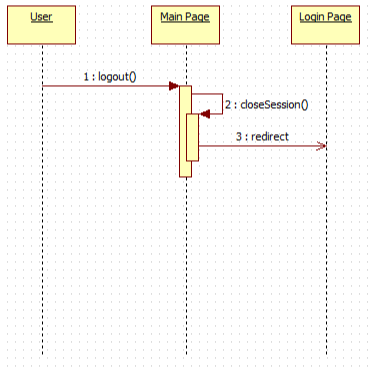 User
Main Page
Login Page
1 : logout()
2 : closeSession()
3 : redirect